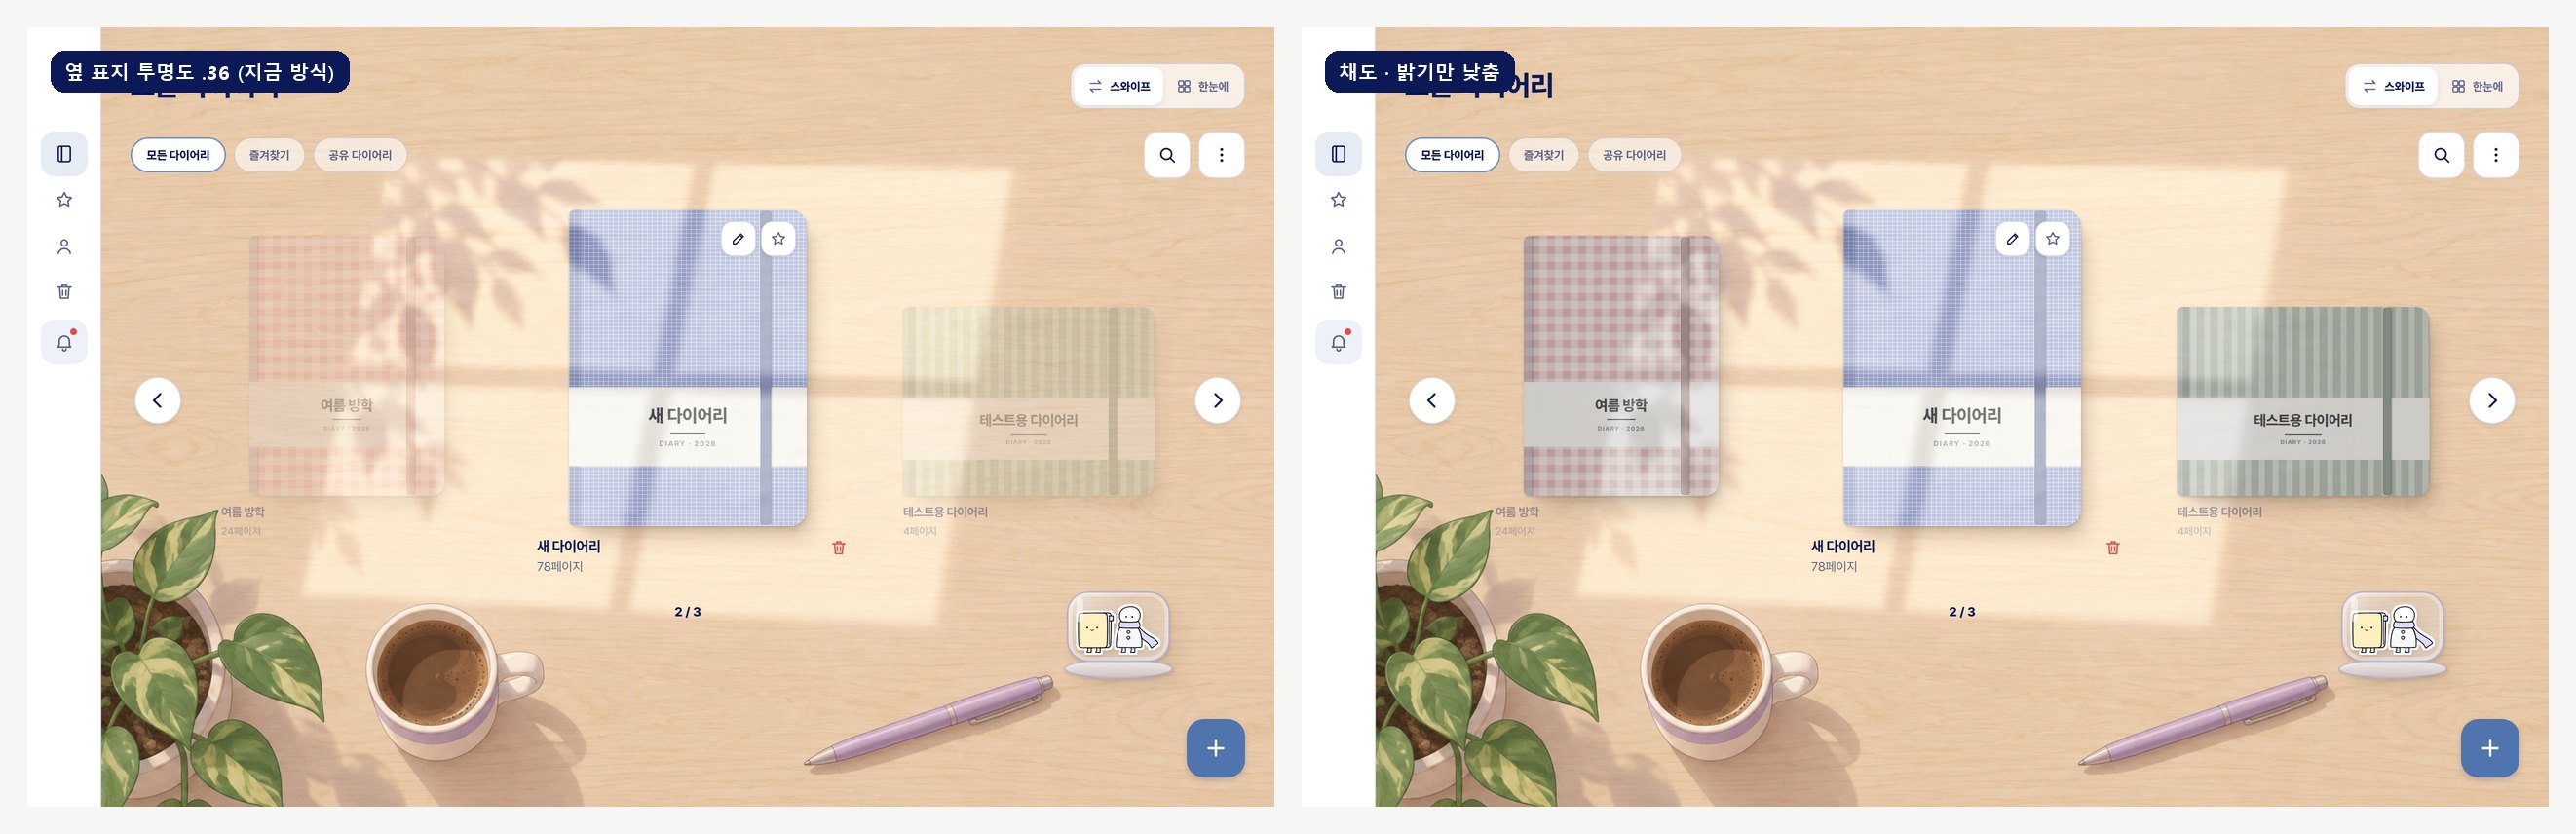 옆 표지 투명도 .36 (지금 방식)
스와이프
한눈에
모든 다이어리
즐겨찾기
공유 다이어리
여름 방학
DIARY · 2026
새 다이어리
DIARY · 2026
테스트용 다이어리
DIARY · 2026
여름 방학
24페이지
새 다이어리
78페이지
테스트용 다이어리
4페이지
2 / 3
채도 · 밝기만 낮춤
어리
스와이프
한눈에
모든 다이어리
즐겨찾기
공유 다이어리
여름 방학
DIARY · 2026
새 다이어리
DIARY · 2026
테스트용 다이어리
DIARY · 2026
여름 방학
24페이지
새 다이어리
78페이지
테스트용 다이어리
4페이지
2 / 3